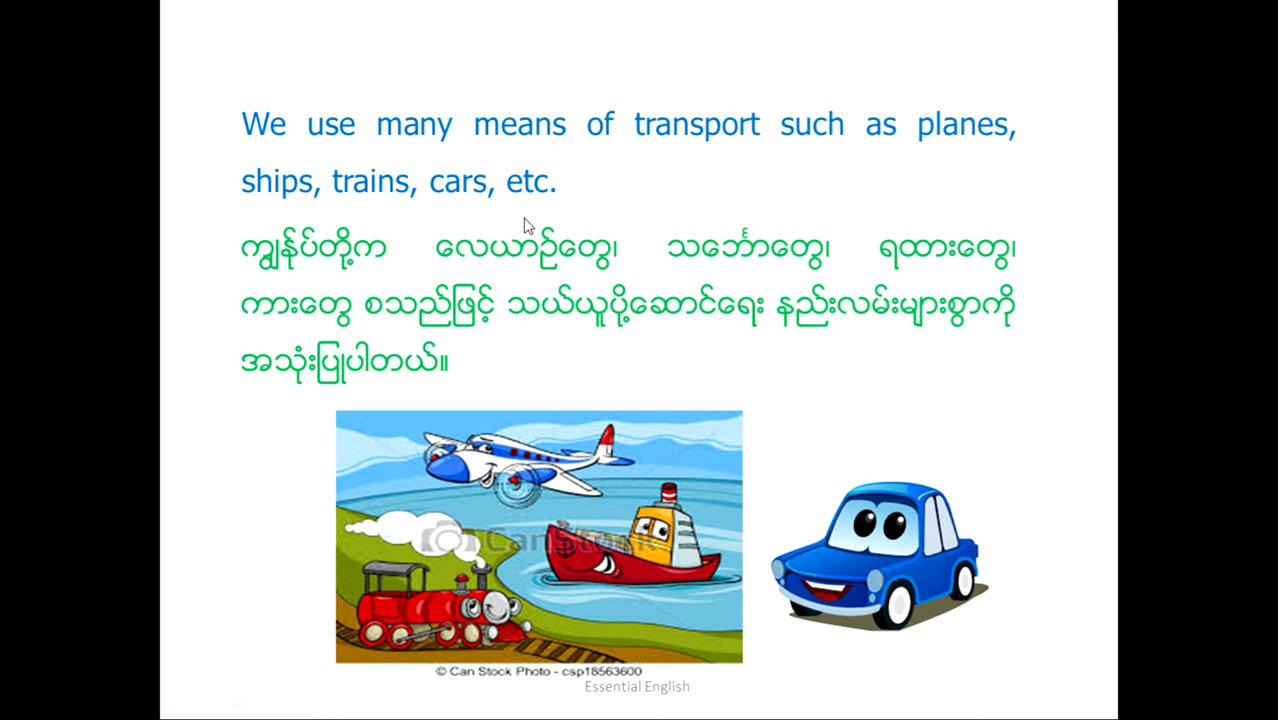 We use many means of transport such as planes,
ships, trains, cars, etc.
ကျွန်ုပ်တို့က လေယာဉ်တွေ၊ သင်္ဘောတွေ၊ ရထားတွေ၊
ကားတွေ စသည်ဖြင့် သယ်ယူပို့ဆောင်ရေး နည်းလမ်းများစွာကို
အသုံးပြုပါတယ်။
CanStock
© Can Stock Photo - csp18563600
Essential English